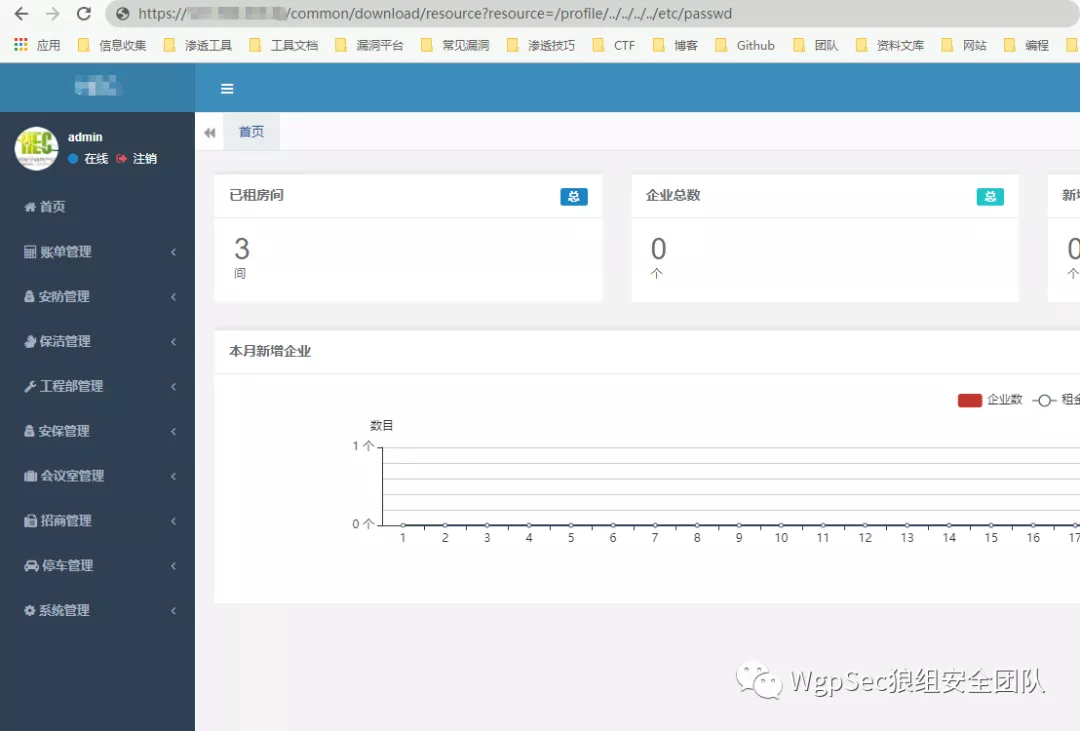 https:// /common/download/resource?resource=/profile/../../../../etc/passwd
应用 信息收集 渗透工具 工具文档 漏洞平台 常见漏洞 渗透技巧 CTF 博客 Github 团队 资料文库 网站 编程
admin
在线 注销
首页
首页
账单管理
安防管理
保洁管理
工程部管理
安保管理
会议室管理
招商管理
停车管理
系统管理
已租房间 总
3
间
企业总数 总
0
个
新增
0
个
本月新增企业
企业数 租金
数目
1 个
0 个
1 2 3 4 5 6 7 8 9 10 11 12 13 14 15 16 17
WgpSec狼组安全团队